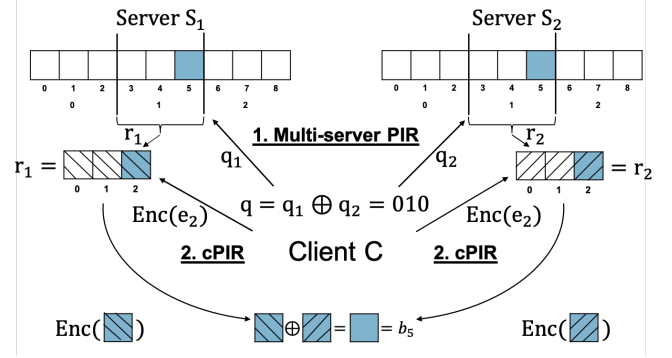 Server S₁ Server S₂
0 1 2 3 4 5 6 7 8 0 1 2 3 4 5 6 7 8
0 1 2 0 1 2
r₁ 1. Multi-server PIR r₂
q₁ q₂
r₁ = = r₂
0 1 2 0 1 2
q = q₁ ⊕ q₂ = 010
Enc(e₂) Enc(e₂)
2. cPIR Client C 2. cPIR
Enc( ) ⊕ = = b₅ Enc( )